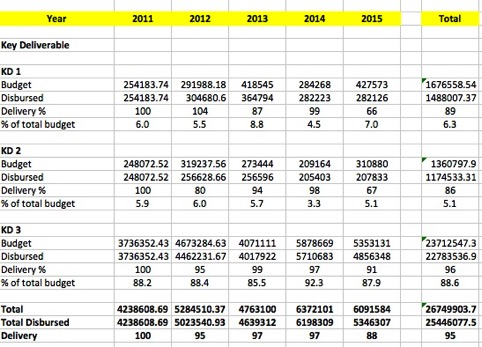 Year 2011 2012 2013 2014 2015 Total
Key Deliverable
KD 1
Budget 254183.74 291988.18 418545 284268 427573 1676558.54
Disbursed 254183.74 304680.6 364794 282223 282126 1488007.37
Delivery % 100 104 87 99 66 89
% of total budget 6.0 5.5 8.8 4.5 7.0 6.3
KD 2
Budget 248072.52 319237.56 273444 209164 310880 1360797.9
Disbursed 248072.52 256628.66 256596 205403 207833 1174533.31
Delivery % 100 80 94 98 67 86
% of total budget 5.9 6.0 5.7 3.3 5.1 5.1
KD 3
Budget 3736352.43 4673284.63 4071111 5878669 5353131 23712547.3
Disbursed 3736352.43 4462231.67 4017922 5710683 4856348 22783536.9
Delivery % 100 95 99 97 91 96
% of total budget 88.2 88.4 85.5 92.3 87.9 88.6
Total 4238608.69 5284510.37 4763100 6372101 6091584 26749903.7
Total Disbursed 4238608.69 5023540.93 4639312 6198309 5346307 25446077.5
Delivery 100 95 97 97 88 95